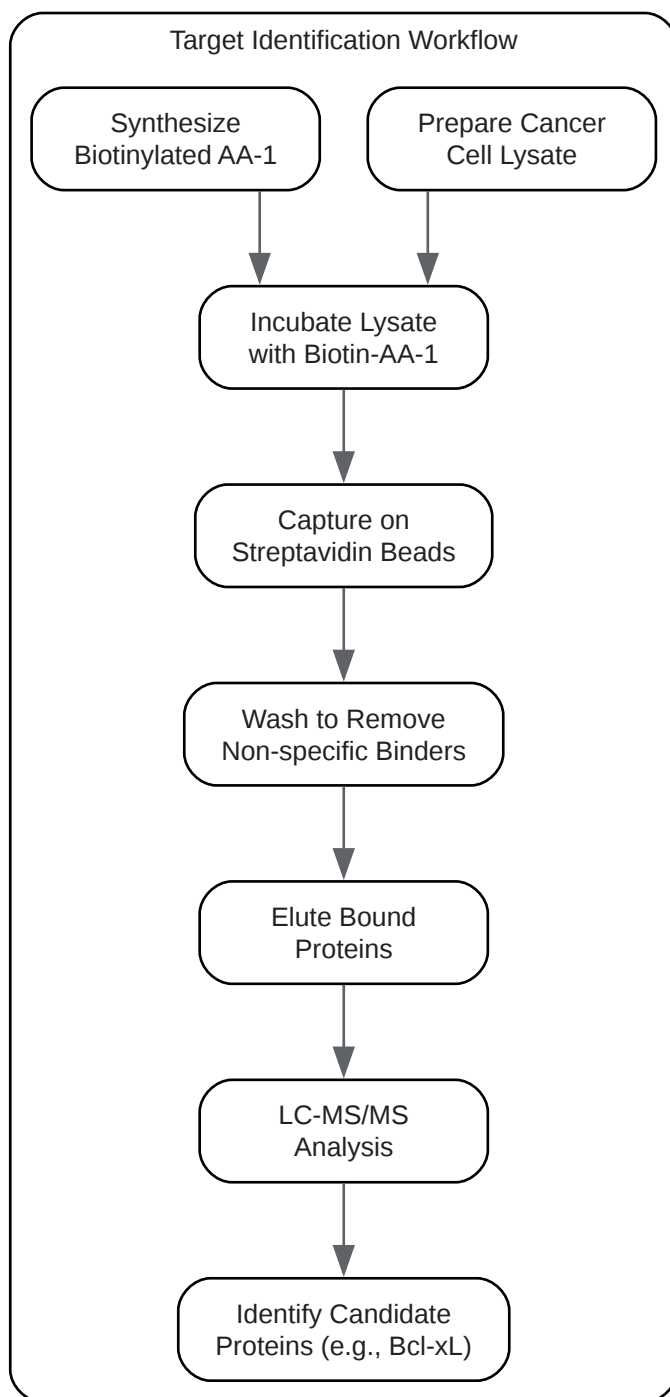 Target Identification Workflow
Synthesize
Biotinylated AA-1
Prepare Cancer
Cell Lysate
Incubate Lysate
with Biotin-AA-1
Capture on
Streptavidin Beads
Wash to Remove
Non-specific Binders
Elute Bound
Proteins
LC-MS/MS
Analysis
Identify Candidate
Proteins (e.g., Bcl-xL)